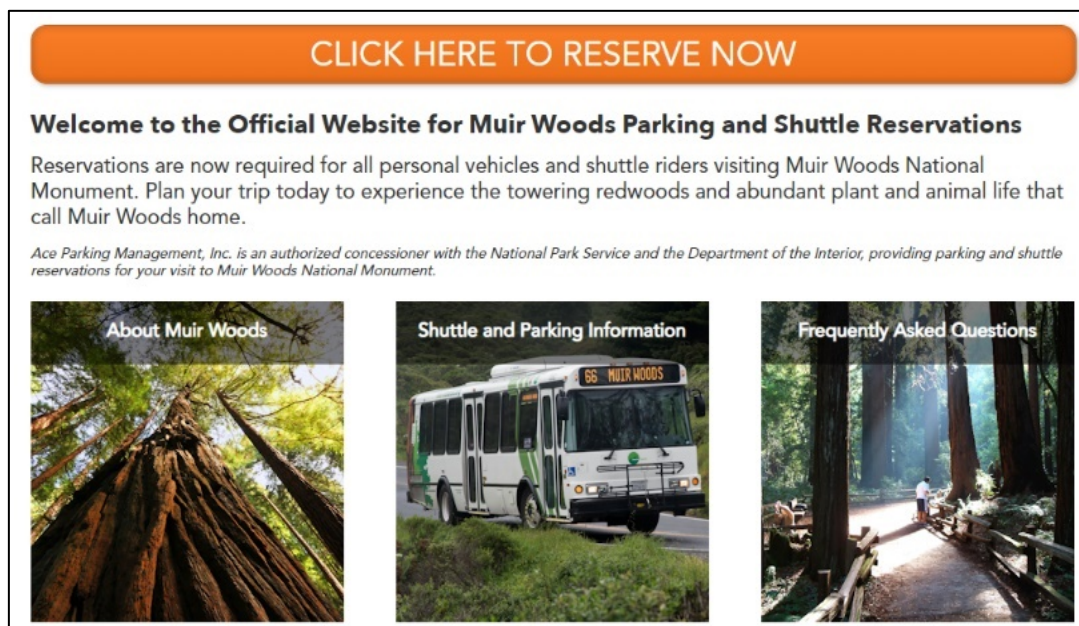 CLICK HERE TO RESERVE NOW
Welcome to the Official Website for Muir Woods Parking and Shuttle Reservations
Reservations are now required for all personal vehicles and shuttle riders visiting Muir Woods National
Monument. Plan your trip today to experience the towering redwoods and abundant plant and animal life that
call Muir Woods home.
Ace Parking Management, Inc. is an authorized concessioner with the National Park Service and the Department of the Interior, providing parking and shuttle
reservations for your visit to Muir Woods National Monument.
About Muir Woods
Shuttle and Parking Information
Frequently Asked Questions
66 MUIR WOODS